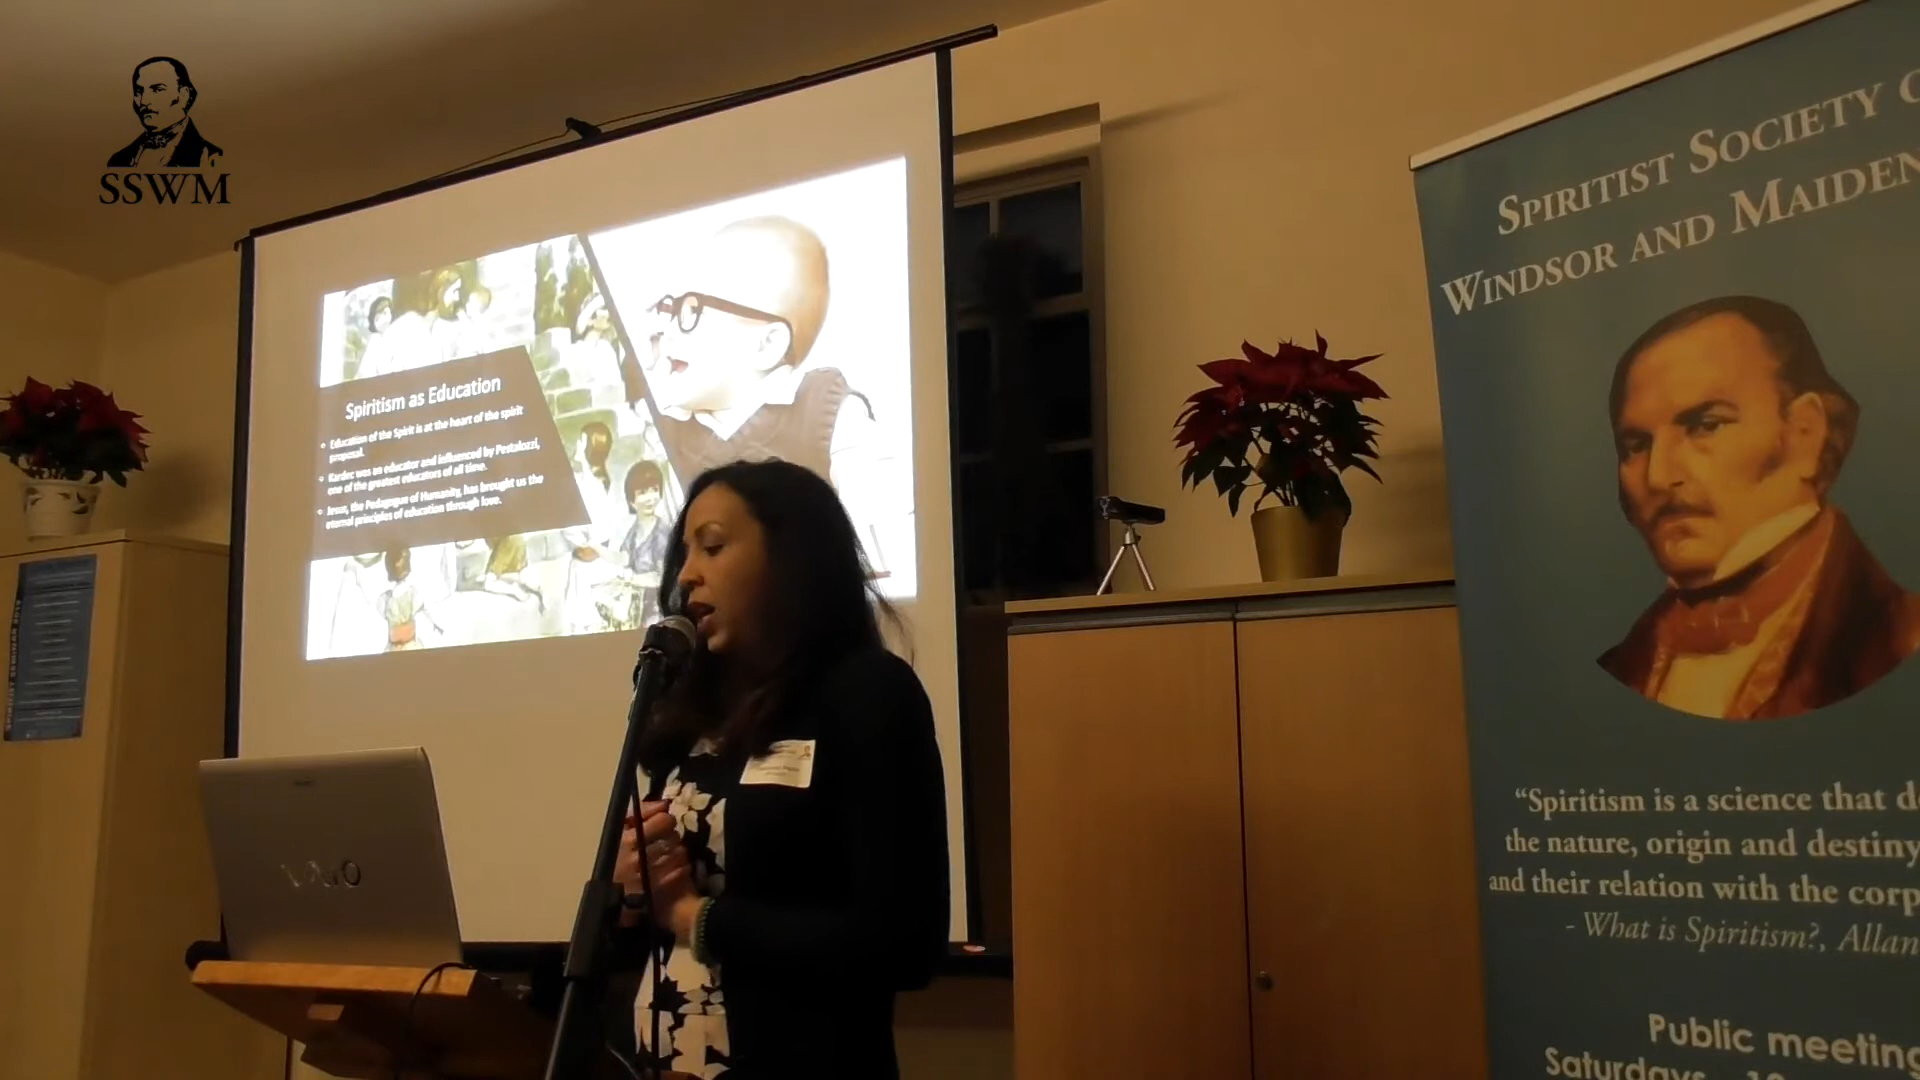 SSWM
Spiritism as Education
Education of the Spirit is at the heart of the spirit
proposal.
Kardec was an educator and influenced by Pestalozzi,
one of the greatest educators of all time.
Jesus, the Pedagogue of Humanity, has brought us the
eternal principles of education through love.
VAIO
SPIRITIST SOCIETY
WINDSOR AND MAIDEN
“Spiritism is a science that
the nature, origin and destiny
and their relation with the corp
- What is Spiritism?, Allan
Public meeting
Saturdays